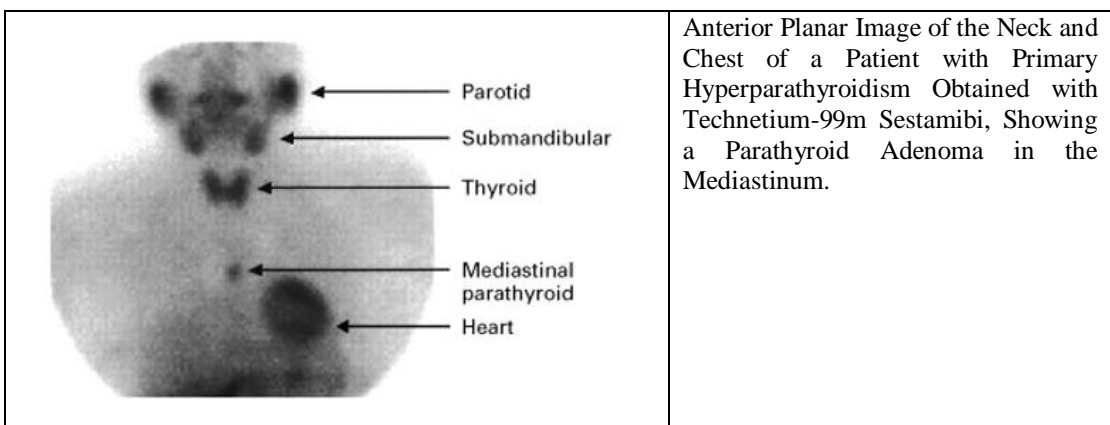 Parotid
Submandibular
Thyroid
Mediastinal
parathyroid
Heart
Anterior Planar Image of the Neck and
Chest of a Patient with Primary
Hyperparathyroidism Obtained with
Technetium-99m Sestamibi, Showing
a Parathyroid Adenoma in the
Mediastinum.